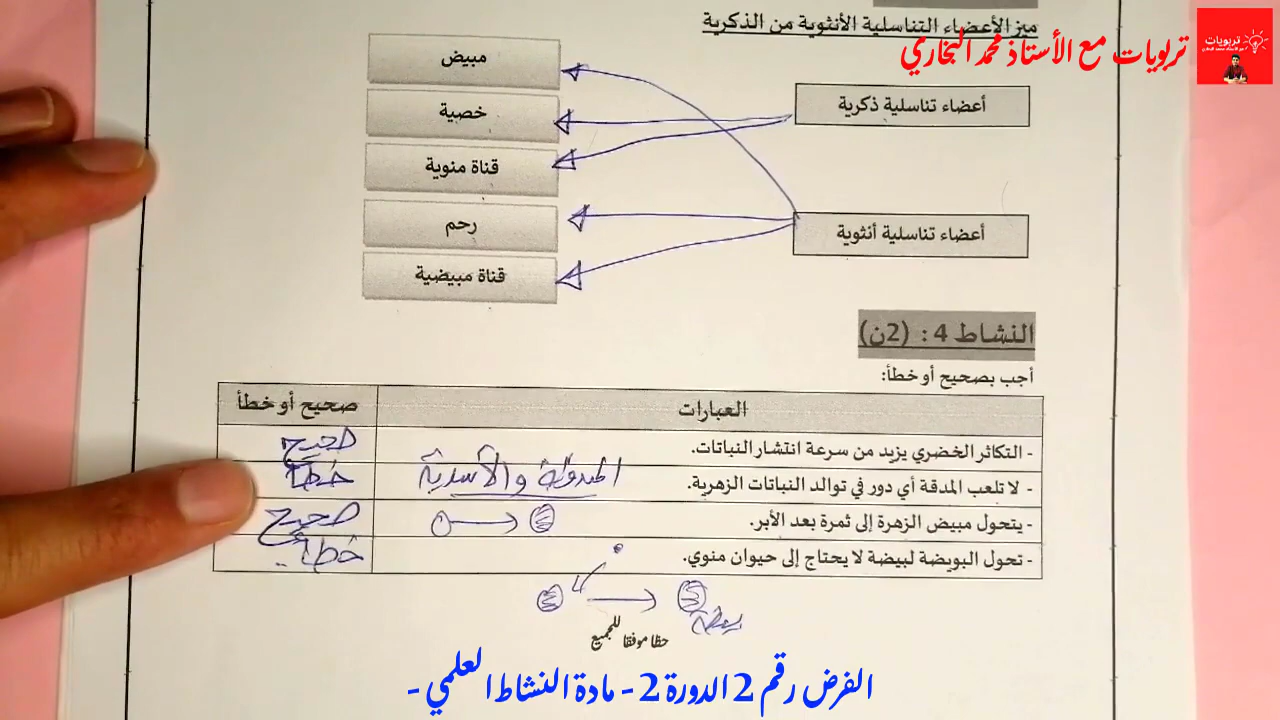 ميز الأعضاء التناسلية الأنثوية من الذكرية
تربويات
تربويات مع الأستاذ محمد البخاري
أعضاء تناسلية ذكرية
أعضاء تناسلية أنثوية
مبيض
خصية
قناة منوية
رحم
قناة مبيضية
النشاط 4 : (2ن)
أجب بصحيح أو خطأ:
العبارات صحيح أو خطأ
- التكاثر الخضري يزيد من سرعة انتشار النباتات. صحيح
- لا تلعب المدقة أي دور في توالد النباتات الزهرية. المدقة والأسدية خطأ
- يتحول مبيض الزهرة إلى ثمرة بعد الأبر. صحيح
- تحول البويضة لبيضة لا يحتاج إلى حيوان منوي. خطأ
بيضة
حظا موفقا للجميع
الفرض رقم 2 الدورة 2 - مادة النشاط العلمي -